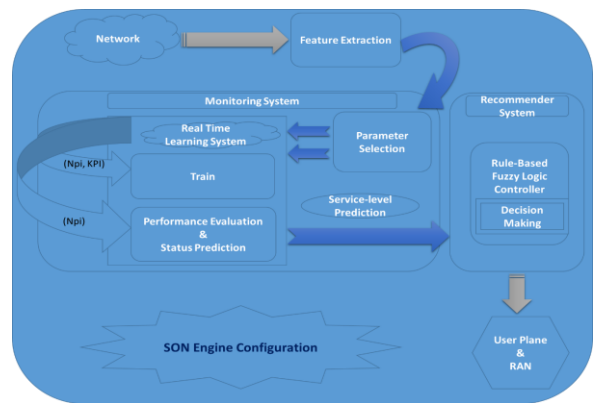 Network
Feature Extraction
Monitoring System
Recommender
System
Real Time
Learning System
Parameter
Selection
(Npi, KPI)
Train
Rule-Based
Fuzzy Logic
Controller
Service-level
Prediction
Decision
Making
(Npi)
Performance Evaluation
&
Status Prediction
SON Engine Configuration
User Plane
&
RAN